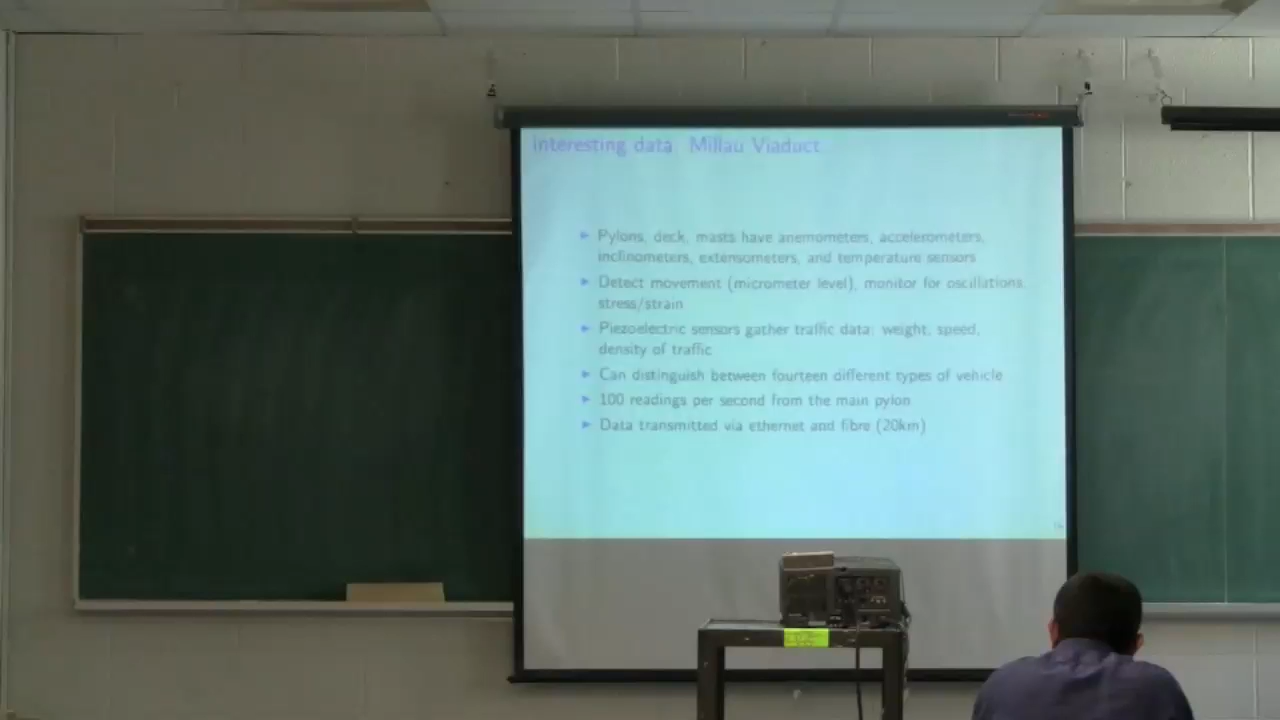 Interesting data: Millau Viaduct
Pylons, deck, masts have anemometers, accelerometers,
inclinometers, extensometers, and temperature sensors
Detect movement (micrometer level), monitor for oscillations,
stress/strain
Piezoelectric sensors gather traffic data: weight, speed,
density of traffic
Can distinguish between fourteen different types of vehicle
100 readings per second from the main pylon
Data transmitted via ethernet and fibre (20km)